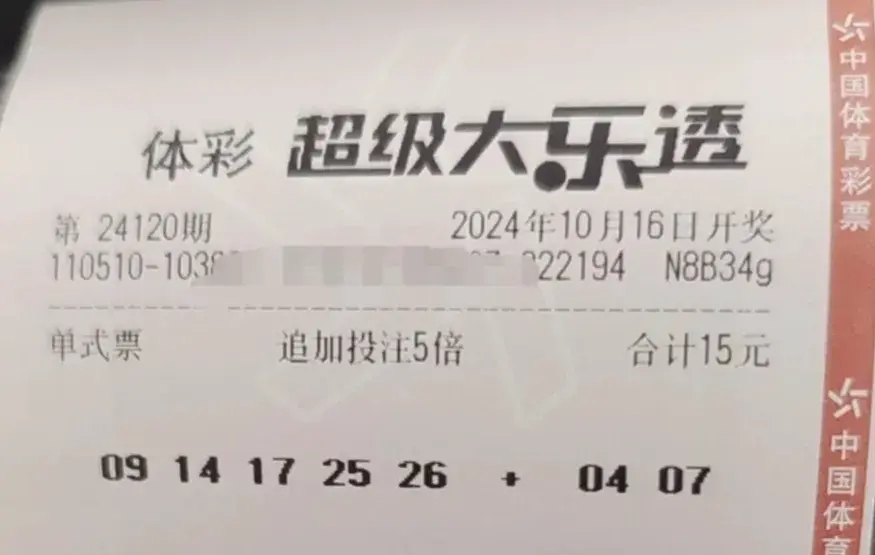 体彩 超级大乐透
第 24120期 2024年10月16日开奖
110510-103 22194 N8B34g
单式票 追加投注5倍 合计15元
09 14 17 25 26 + 04 07
中国体育彩票
中国体育